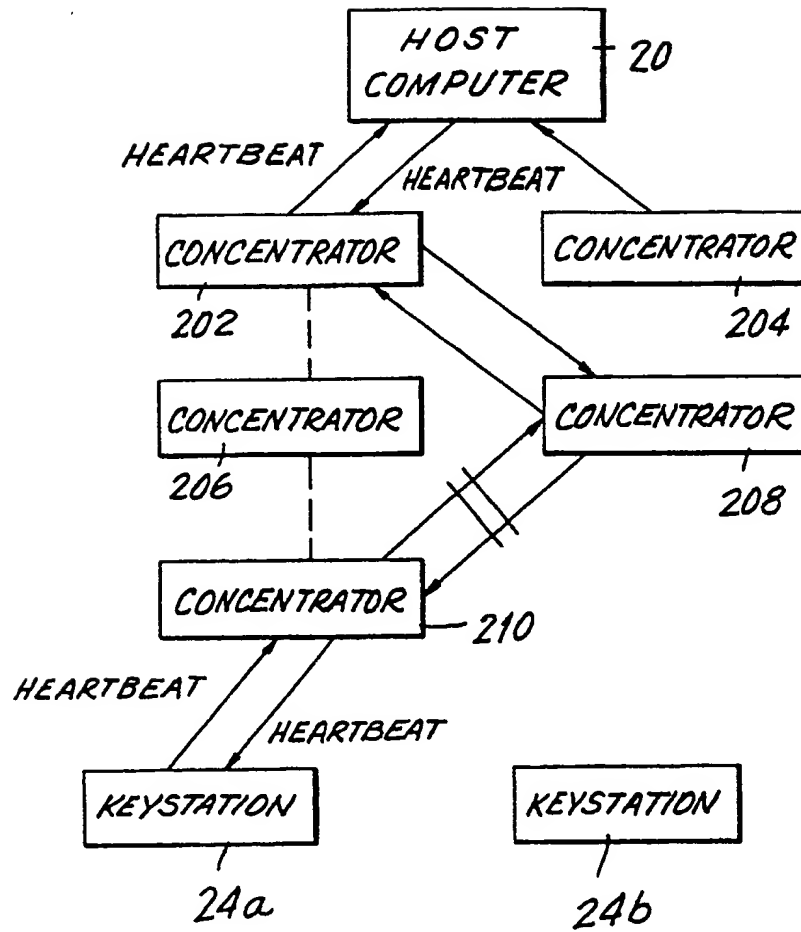 HOST
COMPUTER
20
HEARTBEAT
HEARTBEAT
CONCENTRATOR
CONCENTRATOR
202
204
CONCENTRATOR
CONCENTRATOR
206
208
CONCENTRATOR
210
HEARTBEAT
HEARTBEAT
KEYSTATION
KEYSTATION
24a
24b